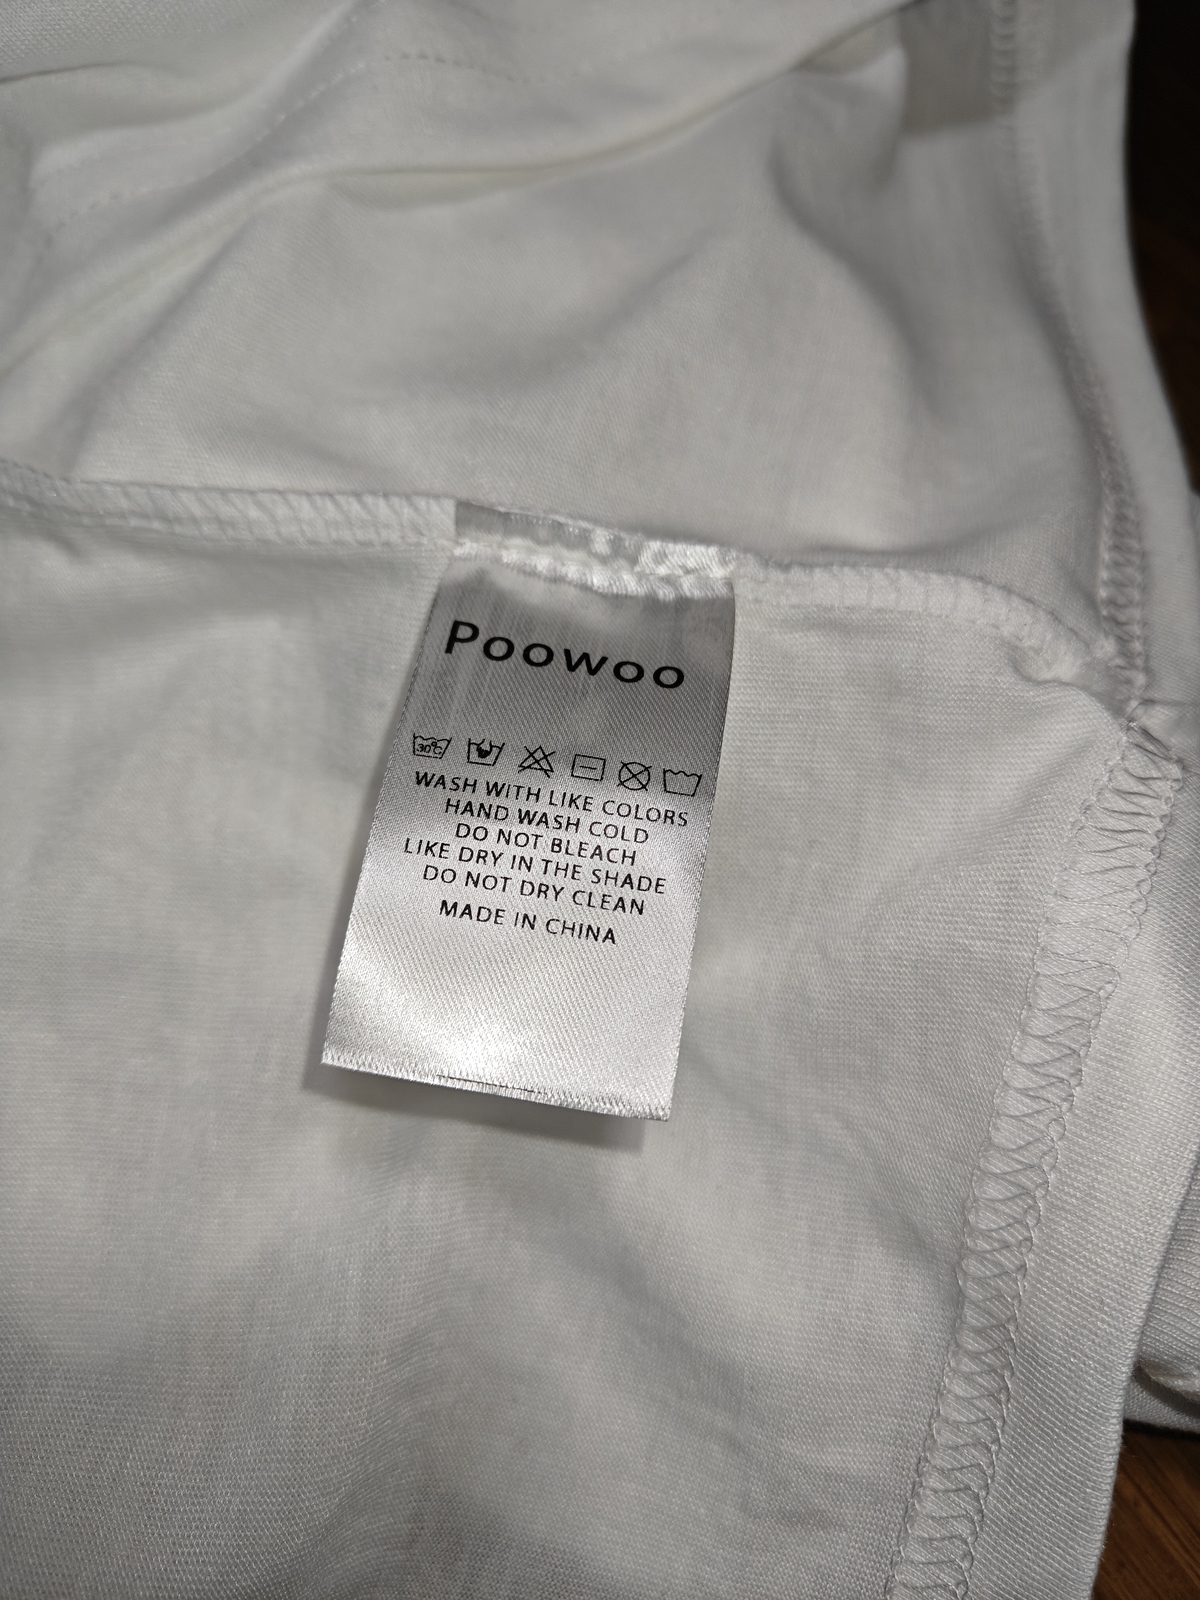 Poowoo
30°C
WASH WITH LIKE COLORS
HAND WASH COLD
DO NOT BLEACH
LIKE DRY IN THE SHADE
DO NOT DRY CLEAN
MADE IN CHINA